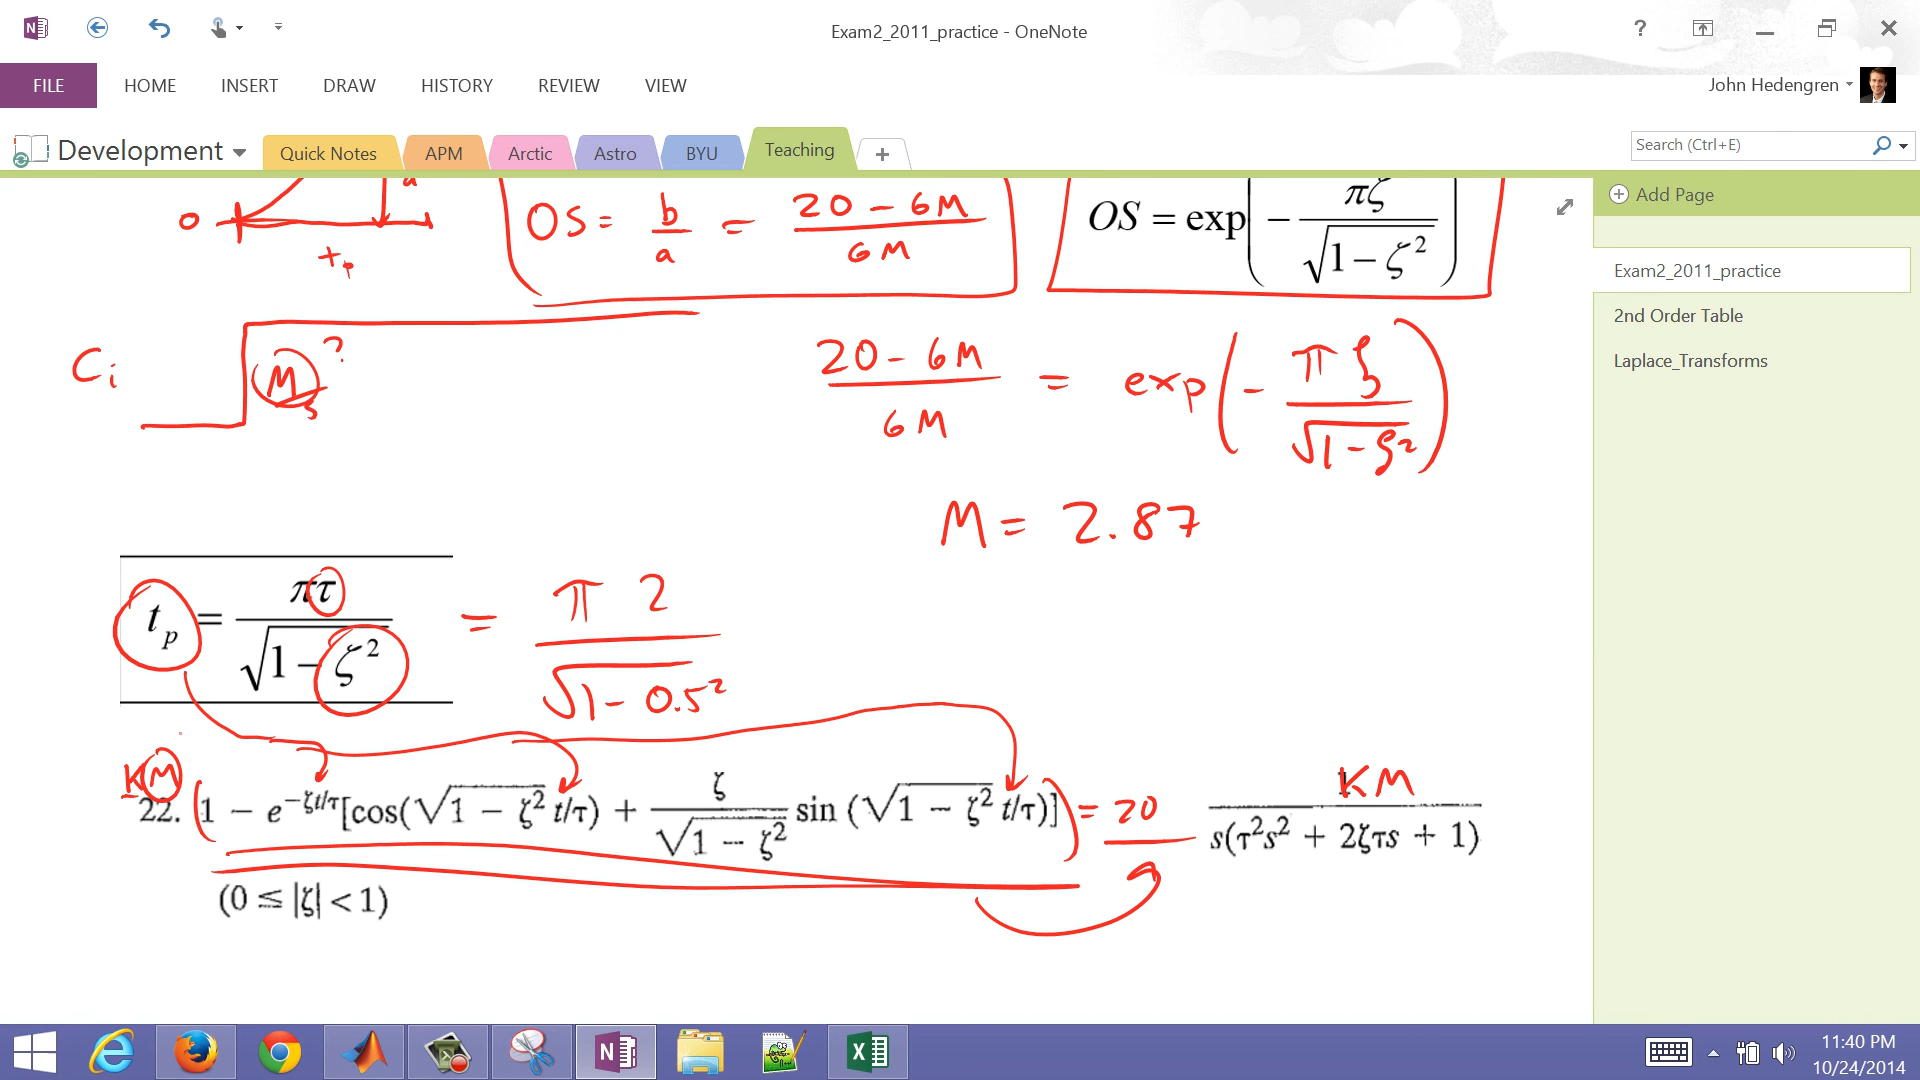 Exam2_2011_practice - OneNote
?
FILE HOME INSERT DRAW HISTORY REVIEW VIEW
John Hedengren
Development Quick Notes APM Arctic Astro BYU Teaching +
Search (Ctrl+E)
Add Page
Exam2_2011_practice
2nd Order Table
Laplace_Transforms
0 a
t_p
OS = b/a = (20 - 6M)/(6M)
OS = exp(-πζ/√(1-ζ²))
C_i M_s ?
(20 - 6M)/(6M) = exp(-πζ/√(1-ζ²))
M = 2.87
t_p = πτ/√(1-ζ²) = π 2/√(1-0.5²)
KM
22. (1 - e^(-ζt/τ)[cos(√(1-ζ²) t/τ) + ζ/√(1-ζ²) sin (√(1-ζ²) t/τ)]) = 20 KM/(s(τ²s² + 2ζτs + 1))
(0 ≤ |ζ| < 1)
11:40 PM
10/24/2014